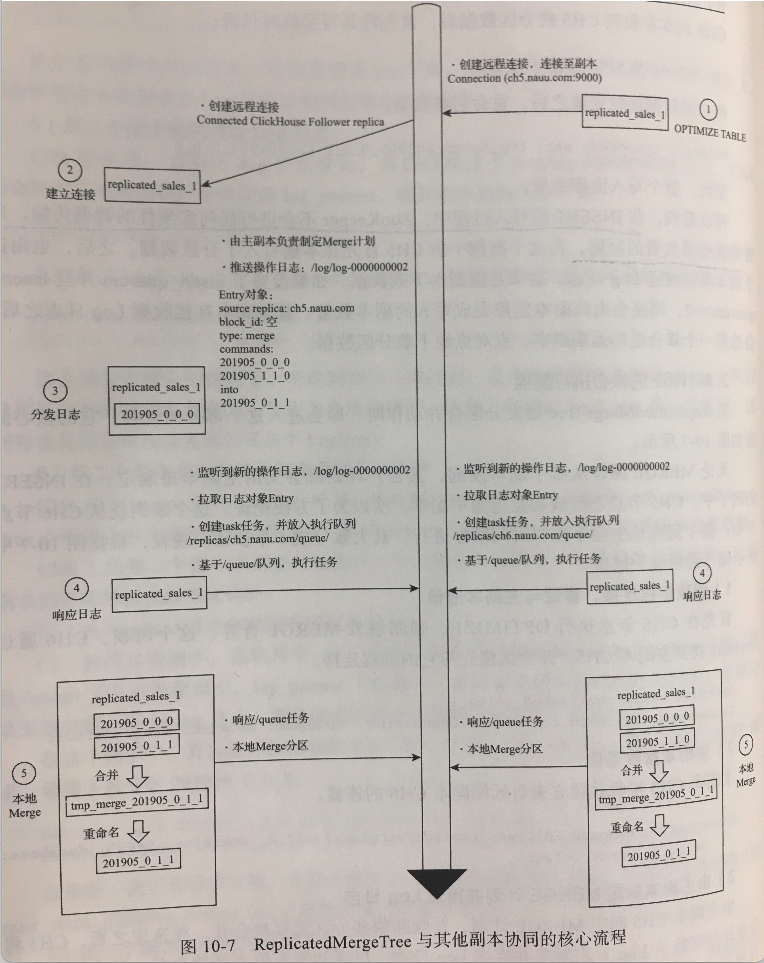 · 创建远程连接，连接至副本
Connection (ch5.nauu.com:9000)
replicated_sales_1
1
OPTIMIZE TABLE
· 创建远程连接
Connected ClickHouse Follower replica
2
建立连接
replicated_sales_1
· 由主副本负责制定Merge计划
· 推送操作日志：/log/log-0000000002
Entry对象：
source replica: ch5.nauu.com
block_id: 空
type: merge
commands:
201905_0_0_0
201905_1_1_0
into
201905_0_1_1
3
分发日志
replicated_sales_1
201905_0_0_0
· 监听到新的操作日志，/log/log-0000000002
· 拉取日志对象Entry
· 创建task任务，并放入执行队列
/replicas/ch5.nauu.com/queue/
· 基于/queue/队列，执行任务
4
响应日志
replicated_sales_1
· 监听到新的操作日志，/log/log-0000000002
· 拉取日志对象Entry
· 创建task任务，并放入执行队列
/replicas/ch6.nauu.com/queue/
· 基于/queue/队列，执行任务
replicated_sales_1
4
响应日志
5
本地
Merge
replicated_sales_1
201905_0_0_0
201905_0_1_1
合并
tmp_merge_201905_0_1_1
重命名
201905_0_1_1
· 响应/queue任务
· 本地Merge分区
· 响应/queue任务
· 本地Merge分区
replicated_sales_1
201905_0_0_0
201905_1_1_0
合并
tmp_merge_201905_0_1_1
重命名
201905_0_1_1
5
本地
Merge
图 10-7 ReplicatedMergeTree 与其他副本协同的核心流程